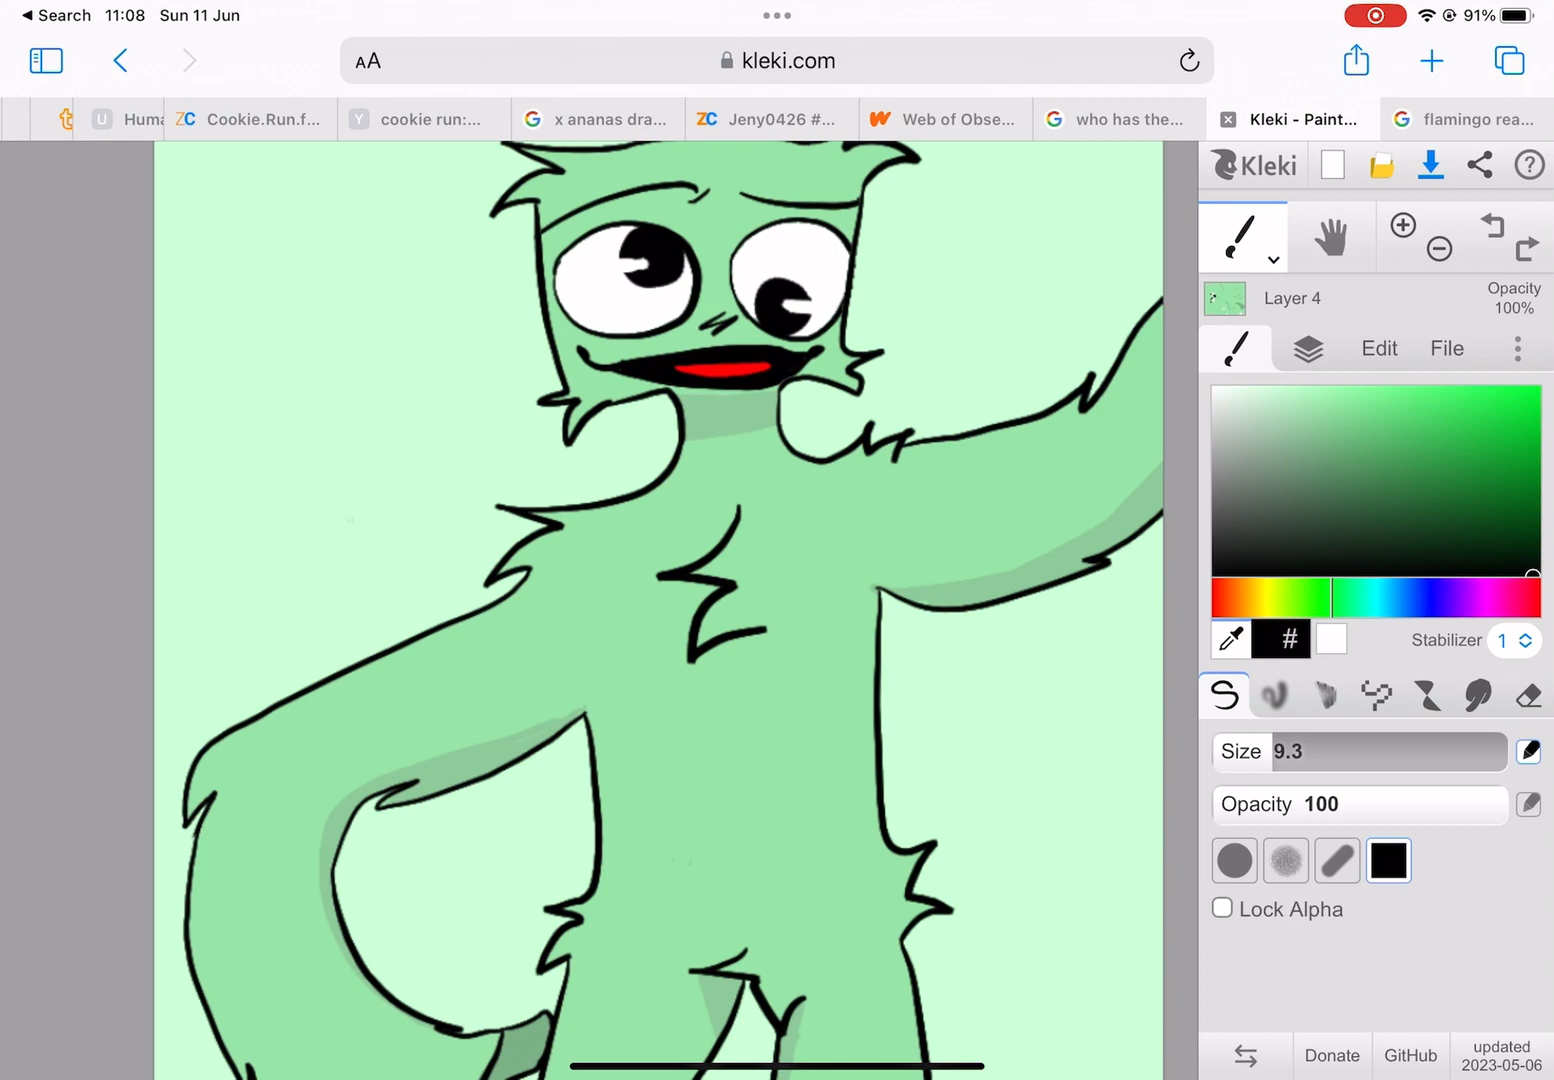 Search 11:08 Sun 11 Jun
91%
AA kleki.com
Huma
ZC Cookie.Run.f...
Y cookie run:...
G x ananas dra...
ZC Jeny0426 #...
Web of Obse...
G who has the...
Kleki - Paint...
G flamingo rea...
Kleki
Layer 4
Opacity
100%
Edit File
# Stabilizer 1
Size 9.3
Opacity 100
Lock Alpha
Donate GitHub updated
2023-05-06